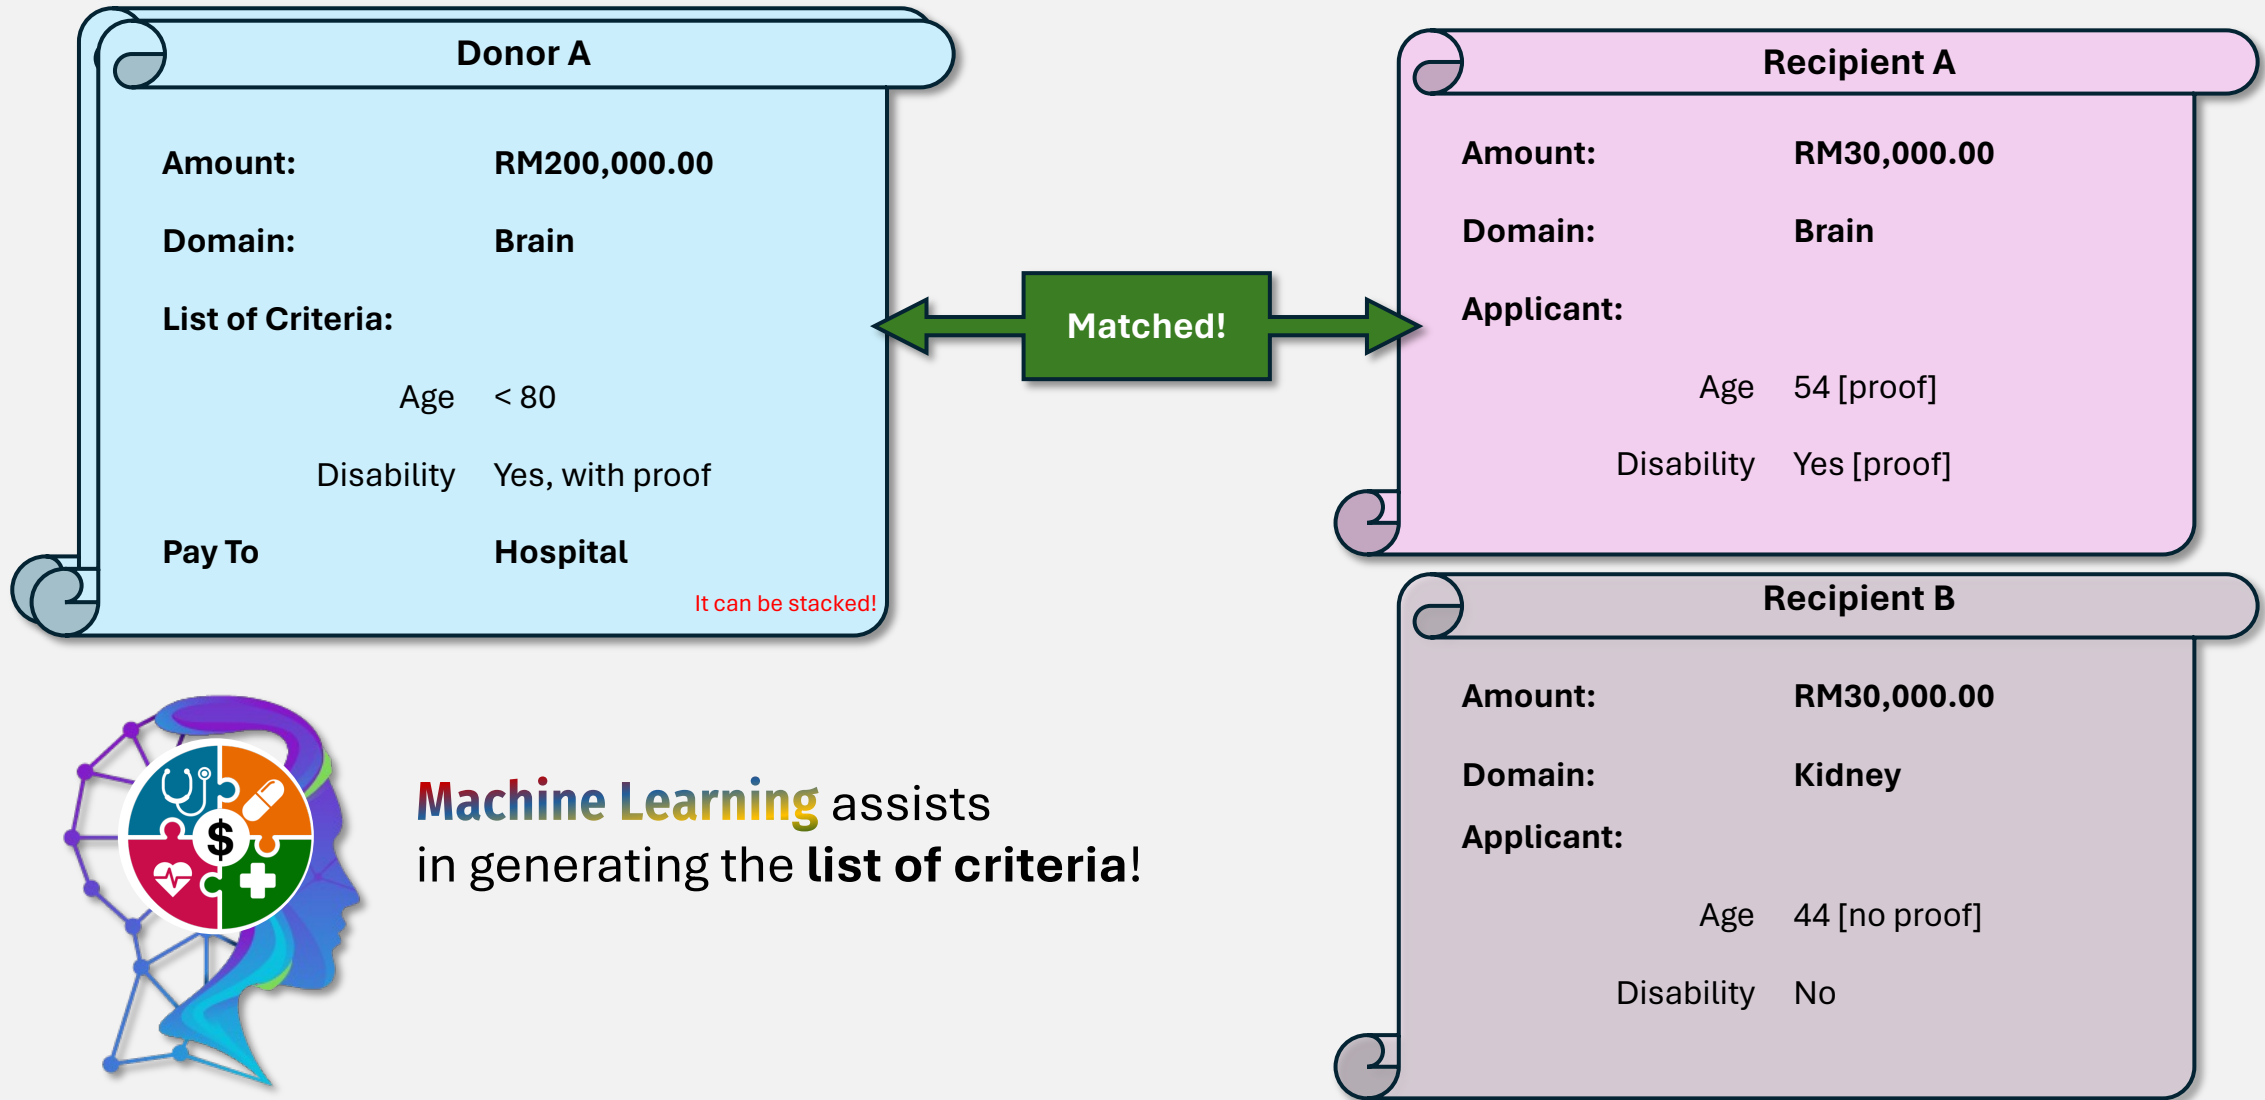 Donor A
Amount: RM200,000.00
Domain: Brain
List of Criteria:
Age < 80
Disability Yes, with proof
Pay To Hospital
It can be stacked!
Matched!
Recipient A
Amount: RM30,000.00
Domain: Brain
Applicant:
Age 54 [proof]
Disability Yes [proof]
Recipient B
Amount: RM30,000.00
Domain: Kidney
Applicant:
Age 44 [no proof]
Disability No
$
Machine Learning assists
in generating the list of criteria!